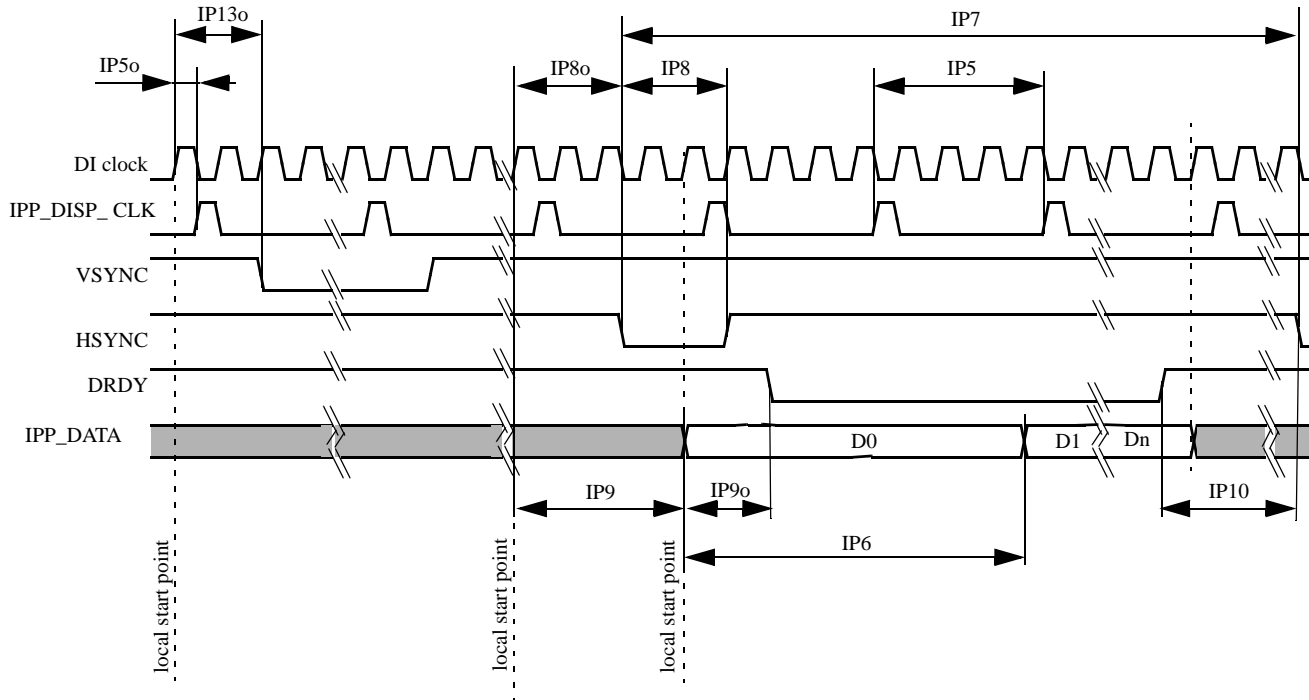 IP13o
IP7
IP5o
IP8o
IP8
IP5
DI clock
IPP_DISP_ CLK
VSYNC
HSYNC
DRDY
IPP_DATA
D0
D1
Dn
IP9
IP9o
IP10
IP6
local start point
local start point
local start point